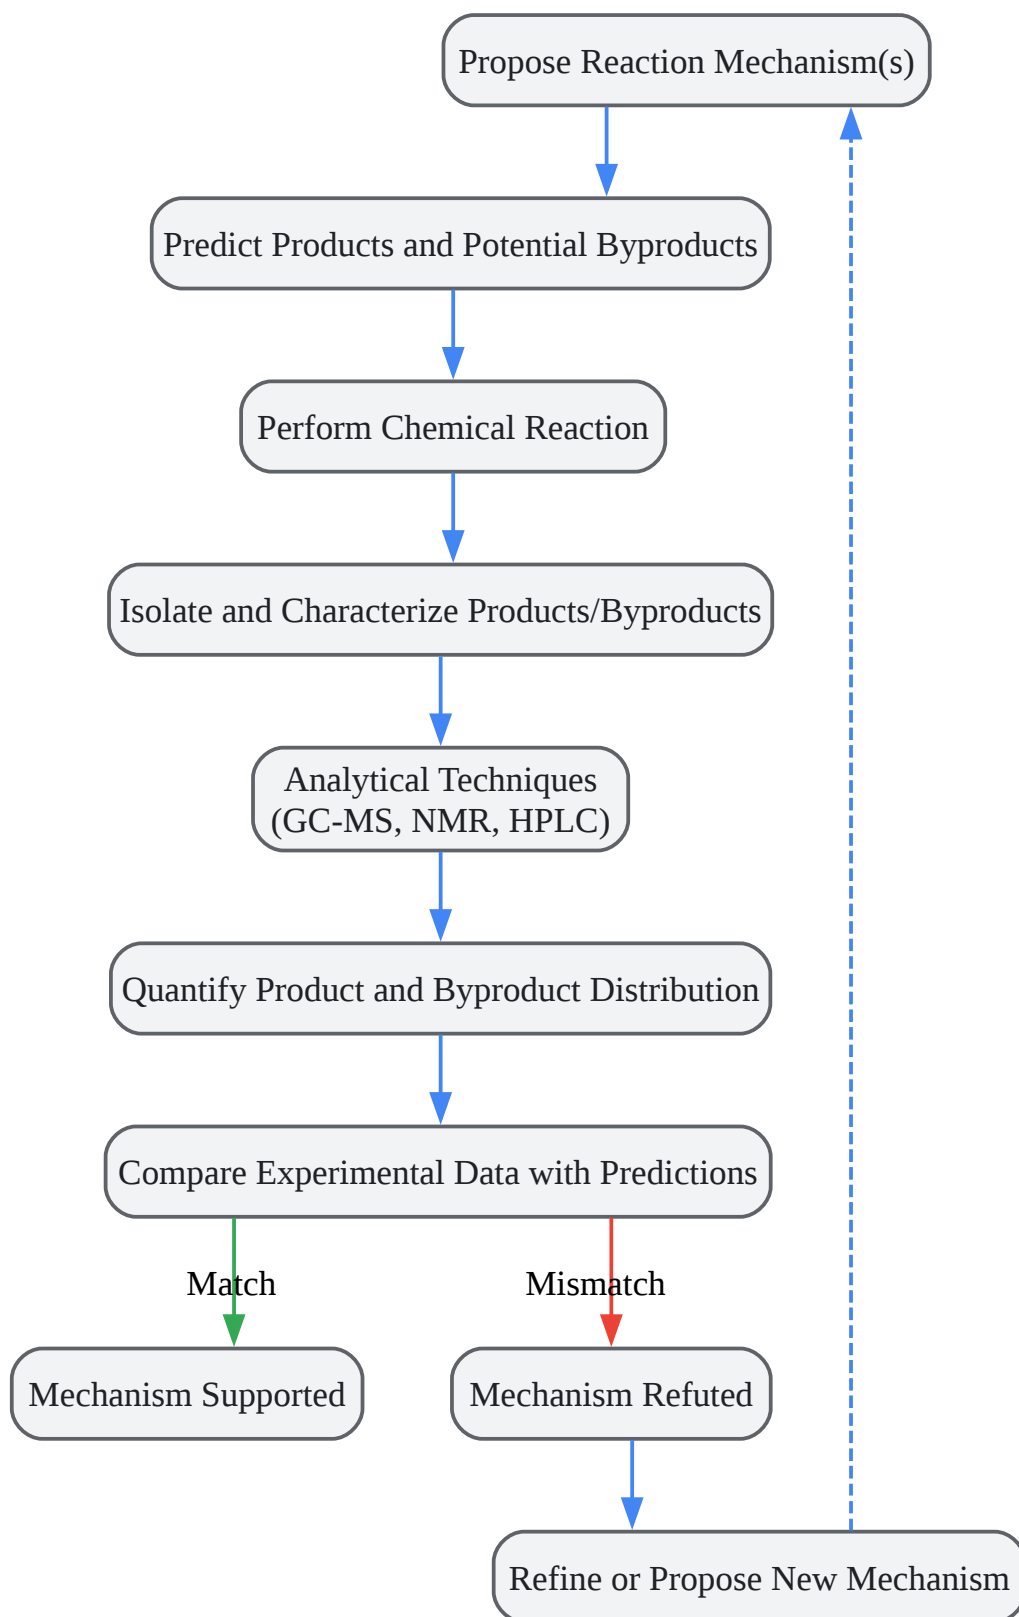 Propose Reaction Mechanism(s)
Predict Products and Potential Byproducts
Perform Chemical Reaction
Isolate and Characterize Products/Byproducts
Analytical Techniques
(GC-MS, NMR, HPLC)
Quantify Product and Byproduct Distribution
Compare Experimental Data with Predictions
Match
Mismatch
Mechanism Supported
Mechanism Refuted
Refine or Propose New Mechanism